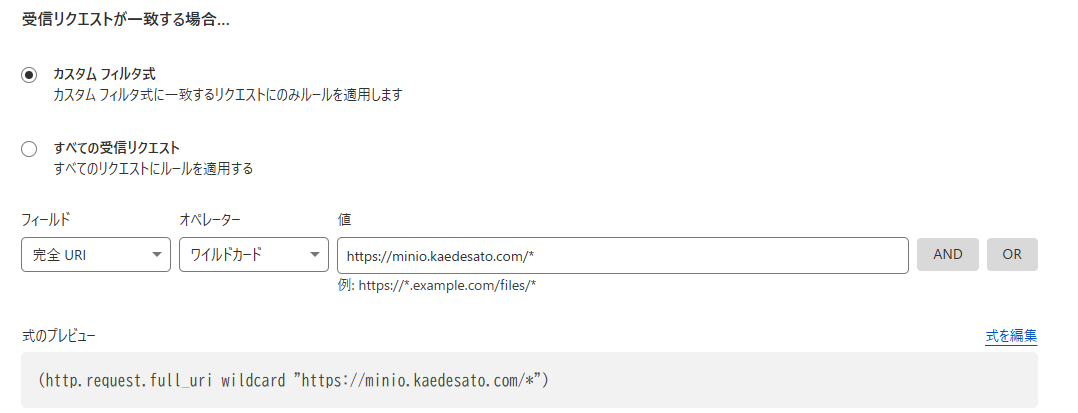 受信リクエストが一致する場合...
カスタム フィルタ式
カスタム フィルタ式に一致するリクエストにのみルールを適用します
すべての受信リクエスト
すべてのリクエストにルールを適用する
フィールド オペレーター 値
完全 URI ワイルドカード https://minio.kaedesato.com/* AND OR
例: https://*.example.com/files/*
式のプレビュー 式を編集
(http.request.full_uri wildcard "https://minio.kaedesato.com/*")